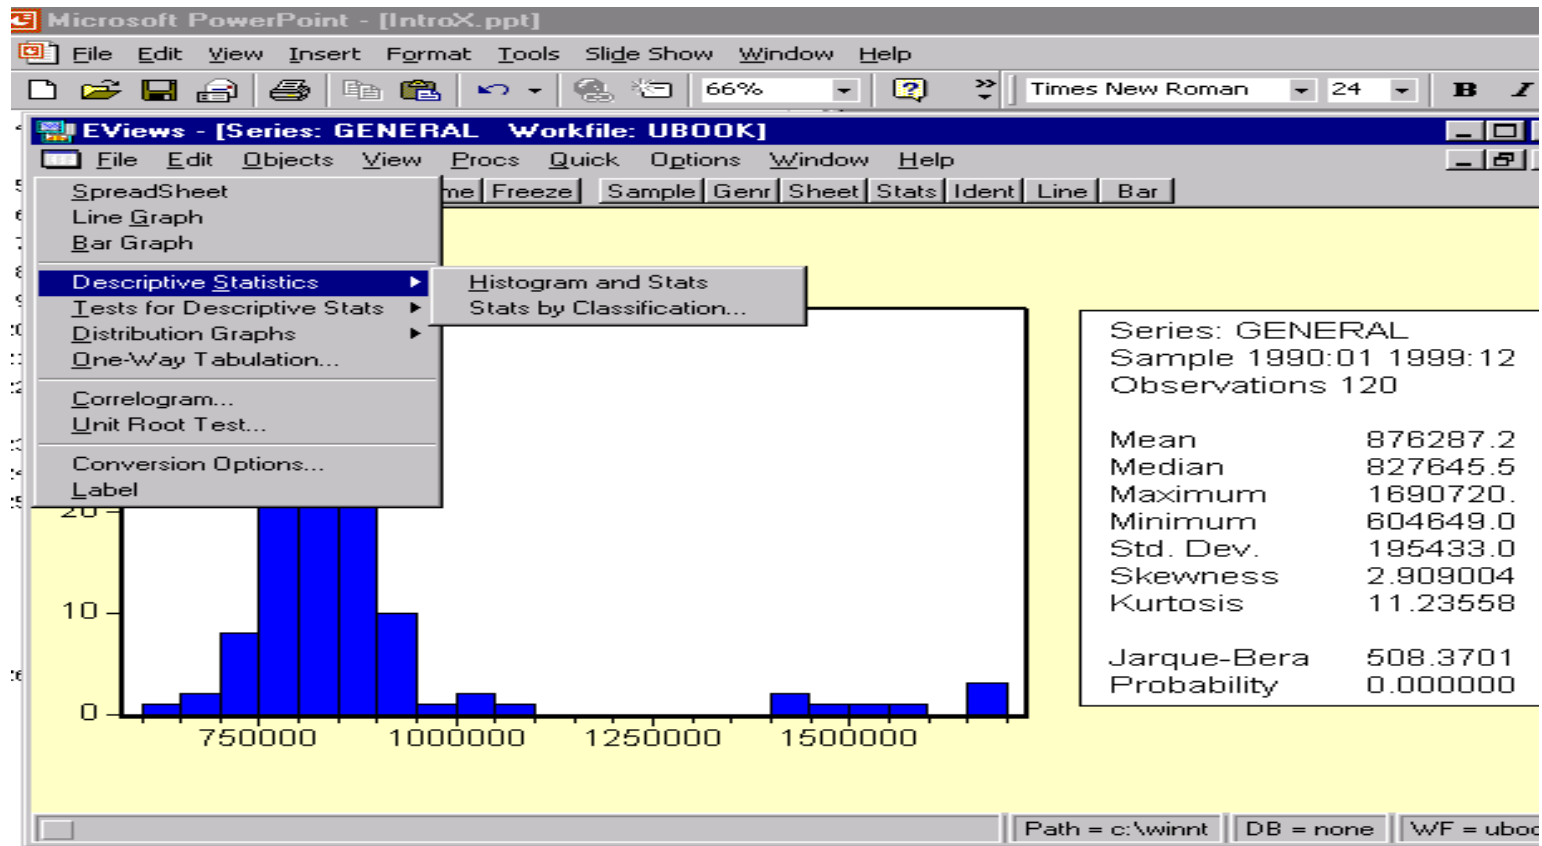 Microsoft PowerPoint - [IntroX.ppt]
File Edit View Insert Format Tools Slide Show Window Help
66% Times New Roman 24 B I
EViews - [Series: GENERAL Workfile: UBOOK]
File Edit Objects View Procs Quick Options Window Help
me Freeze Sample Genr Sheet Stats Ident Line Bar
SpreadSheet
Line Graph
Bar Graph
Descriptive Statistics
Tests for Descriptive Stats
Distribution Graphs
One-Way Tabulation...
Correlogram...
Unit Root Test...
Conversion Options...
Label
Histogram and Stats
Stats by Classification...
20
10
0
750000 1000000 1250000 1500000
Series: GENERAL
Sample 1990:01 1999:12
Observations 120
Mean 876287.2
Median 827645.5
Maximum 1690720.
Minimum 604649.0
Std. Dev. 195433.0
Skewness 2.909004
Kurtosis 11.23558
Jarque-Bera 508.3701
Probability 0.000000
Path = c:\winnt DB = none WF = uboo